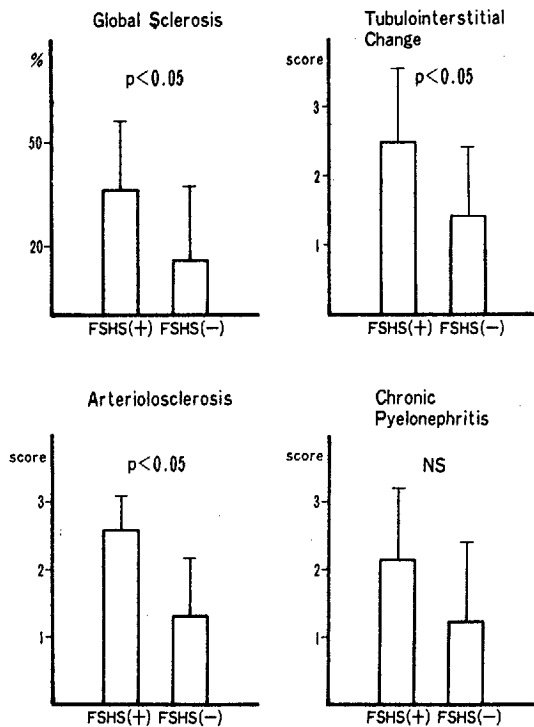 Global Sclerosis
%
p<0.05
50
20
FSHS(+) FSHS(−)
Tubulointerstitial
Change
score
p<0.05
3
2
1
FSHS(+) FSHS(−)
Arteriolosclerosis
score
p<0.05
3
2
1
FSHS(+) FSHS(−)
Chronic
Pyelonephritis
score
NS
3
2
1
FSHS(+) FSHS(−)